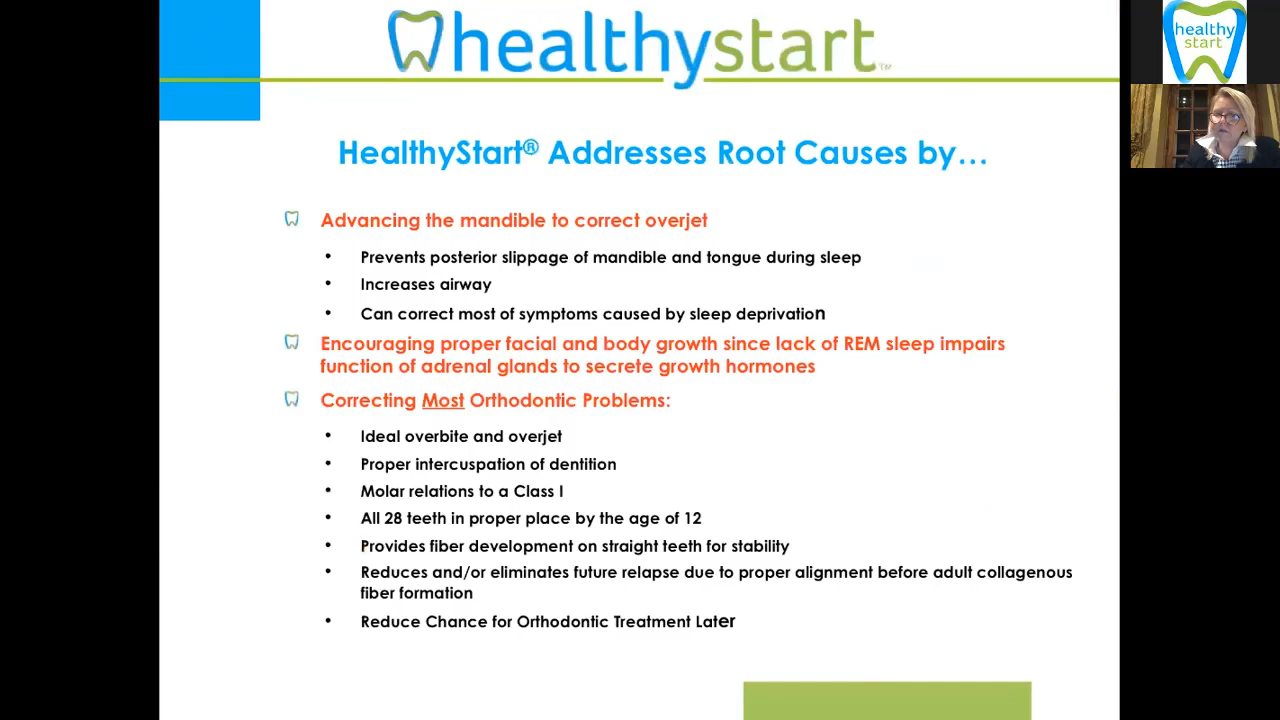 healthystart™
healthy
start
HealthyStart® Addresses Root Causes by…
Advancing the mandible to correct overjet
• Prevents posterior slippage of mandible and tongue during sleep
• Increases airway
• Can correct most of symptoms caused by sleep deprivation
Encouraging proper facial and body growth since lack of REM sleep impairs
function of adrenal glands to secrete growth hormones
Correcting Most Orthodontic Problems:
• Ideal overbite and overjet
• Proper intercuspation of dentition
• Molar relations to a Class I
• All 28 teeth in proper place by the age of 12
• Provides fiber development on straight teeth for stability
• Reduces and/or eliminates future relapse due to proper alignment before adult collagenous
fiber formation
• Reduce Chance for Orthodontic Treatment Later